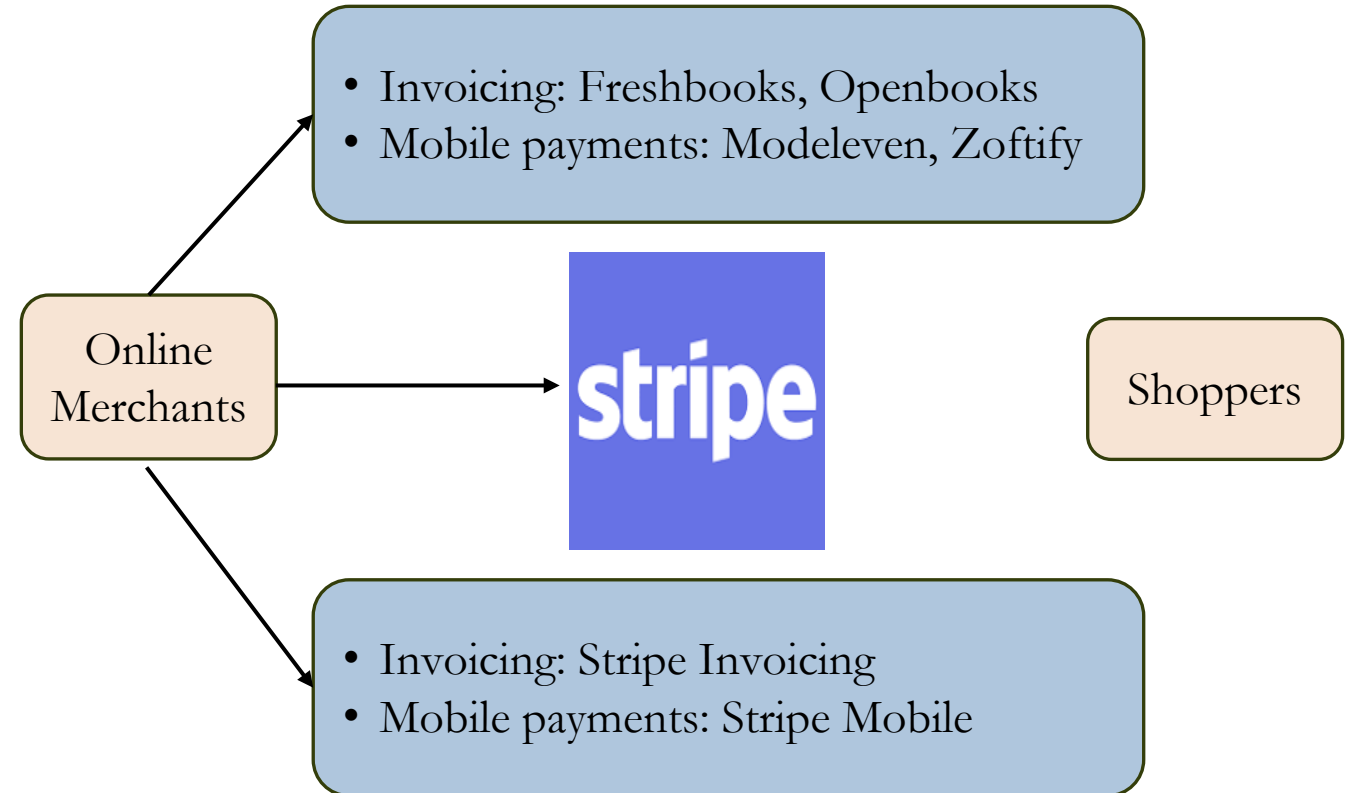 • Invoicing: Freshbooks, Openbooks
• Mobile payments: Modeleven, Zoftify
Online
Merchants
stripe
Shoppers
• Invoicing: Stripe Invoicing
• Mobile payments: Stripe Mobile